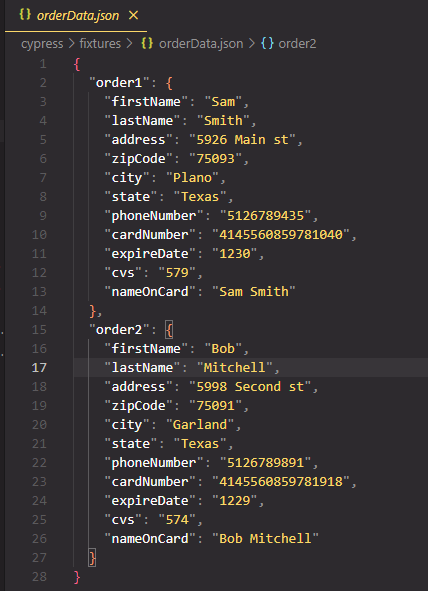 {} orderData.json ×
cypress > fixtures > {} orderData.json > {} order2
1 {
2 "order1": {
3 "firstName": "Sam",
4 "lastName": "Smith",
5 "address": "5926 Main st",
6 "zipCode": "75093",
7 "city": "Plano",
8 "state": "Texas",
9 "phoneNumber": "5126789435",
10 "cardNumber": "4145560859781040",
11 "expireDate": "1230",
12 "cvs": "579",
13 "nameOnCard": "Sam Smith"
14 },
15 "order2": {
16 "firstName": "Bob",
17 "lastName": "Mitchell",
18 "address": "5998 Second st",
19 "zipCode": "75091",
20 "city": "Garland",
21 "state": "Texas",
22 "phoneNumber": "5126789891",
23 "cardNumber": "4145560859781918",
24 "expireDate": "1229",
25 "cvs": "574",
26 "nameOnCard": "Bob Mitchell"
27 }
28 }